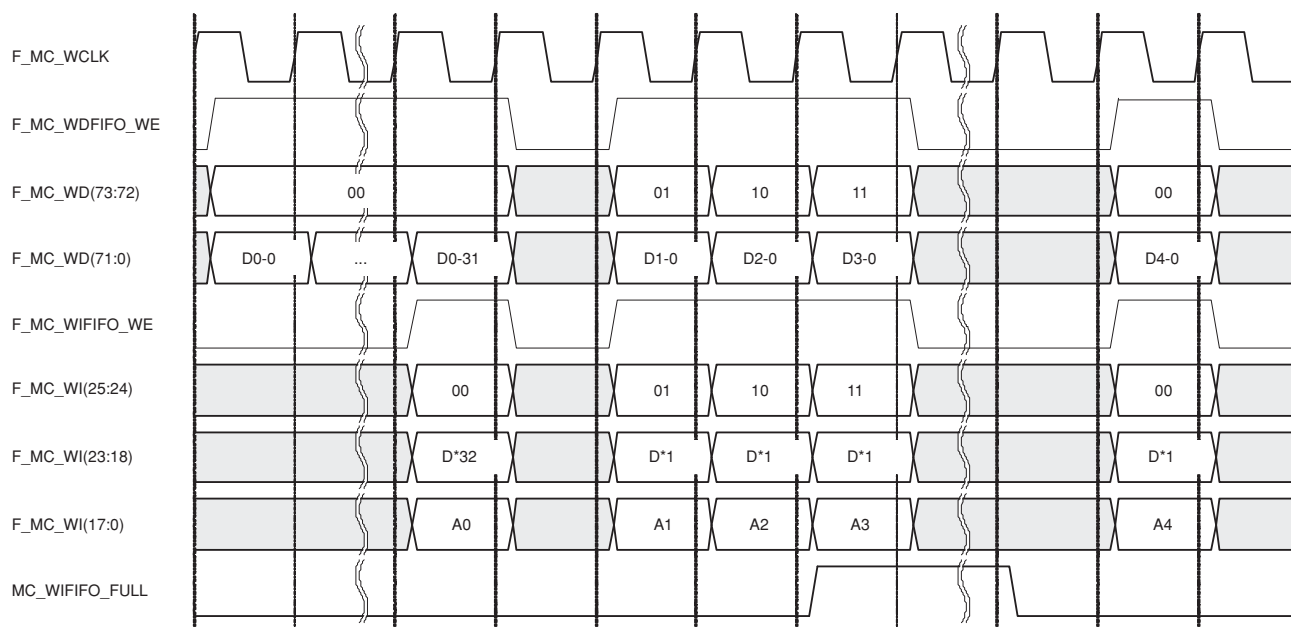 F_MC_WCLK
F_MC_WDFIFO_WE
F_MC_WD(73:72) 00 01 10 11 00
F_MC_WD(71:0) D0-0 ... D0-31 D1-0 D2-0 D3-0 D4-0
F_MC_WIFIFO_WE
F_MC_WI(25:24) 00 01 10 11 00
F_MC_WI(23:18) D*32 D*1 D*1 D*1 D*1
F_MC_WI(17:0) A0 A1 A2 A3 A4
MC_WIFIFO_FULL